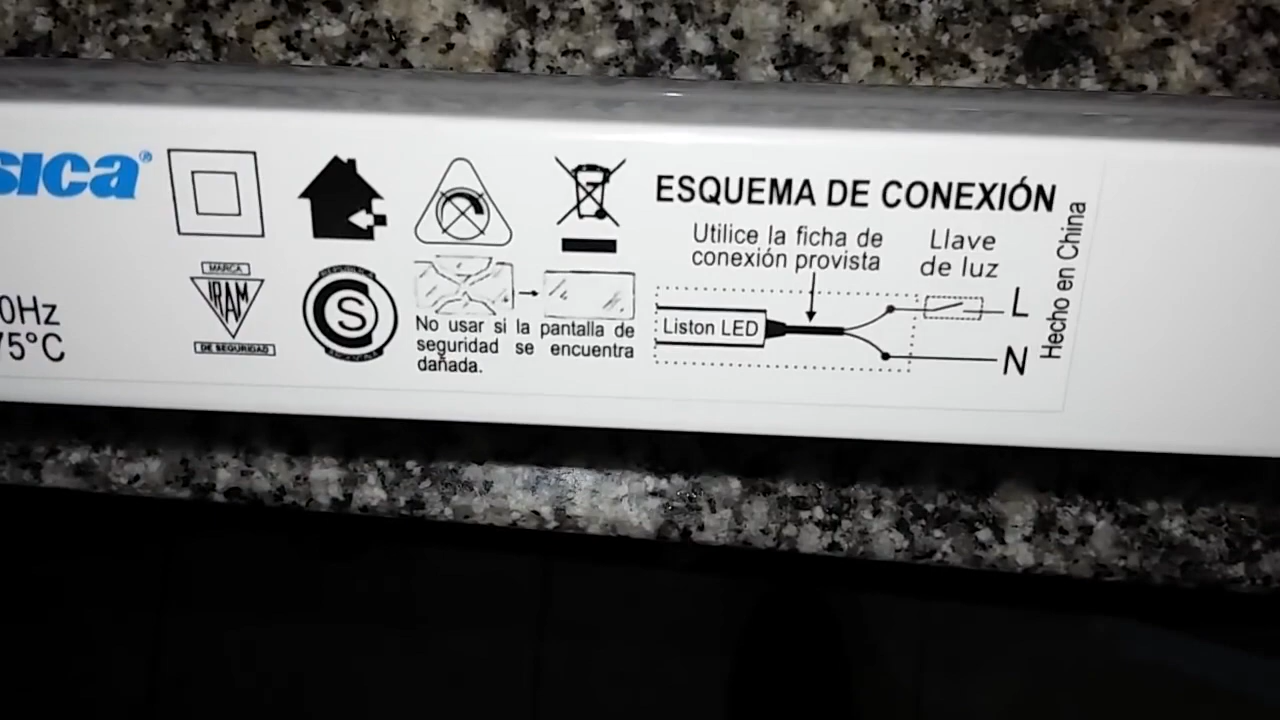 sica®
0Hz
75°C
MARCA
IRAM
DE SEGURIDAD
REPUBLICA
S
No usar si la pantalla de
seguridad se encuentra
dañada.
ESQUEMA DE CONEXIÓN
Utilice la ficha de
conexión provista
Llave
de luz
Liston LED
L
N
Hecho en China